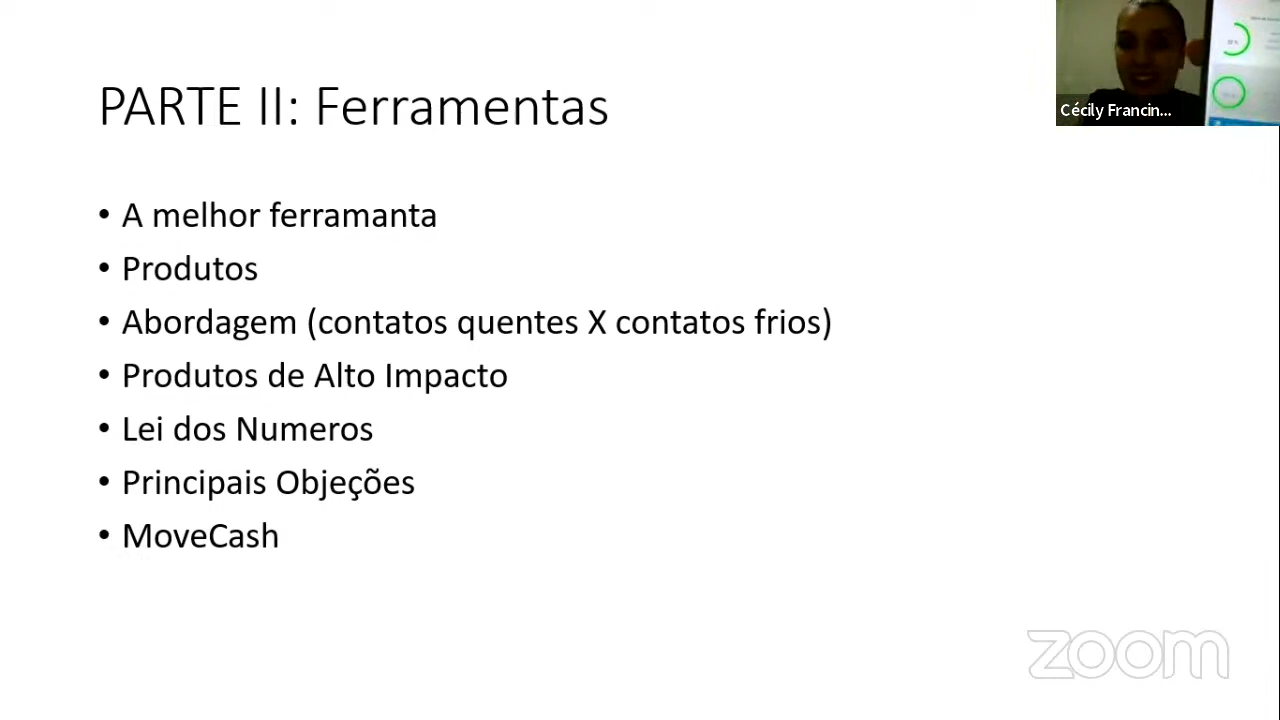 PARTE II: Ferramentas
Cécily Francin...
• A melhor ferramanta
• Produtos
• Abordagem (contatos quentes X contatos frios)
• Produtos de Alto Impacto
• Lei dos Numeros
• Principais Objeções
• MoveCash
zoom